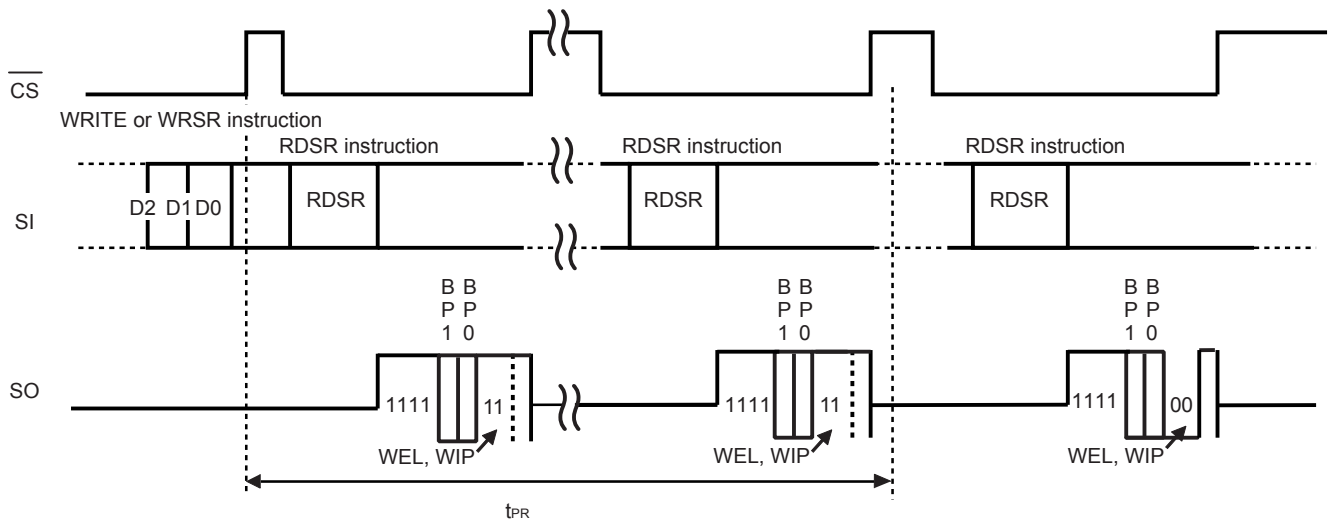 CS
WRITE or WRSR instruction
RDSR instruction RDSR instruction RDSR instruction
SI
D2 D1 D0 RDSR RDSR RDSR
B B B B B B
P P P P P P
1 0 1 0 1 0
SO
1111 11 1111 11 1111 00
WEL, WIP WEL, WIP WEL, WIP
tPR